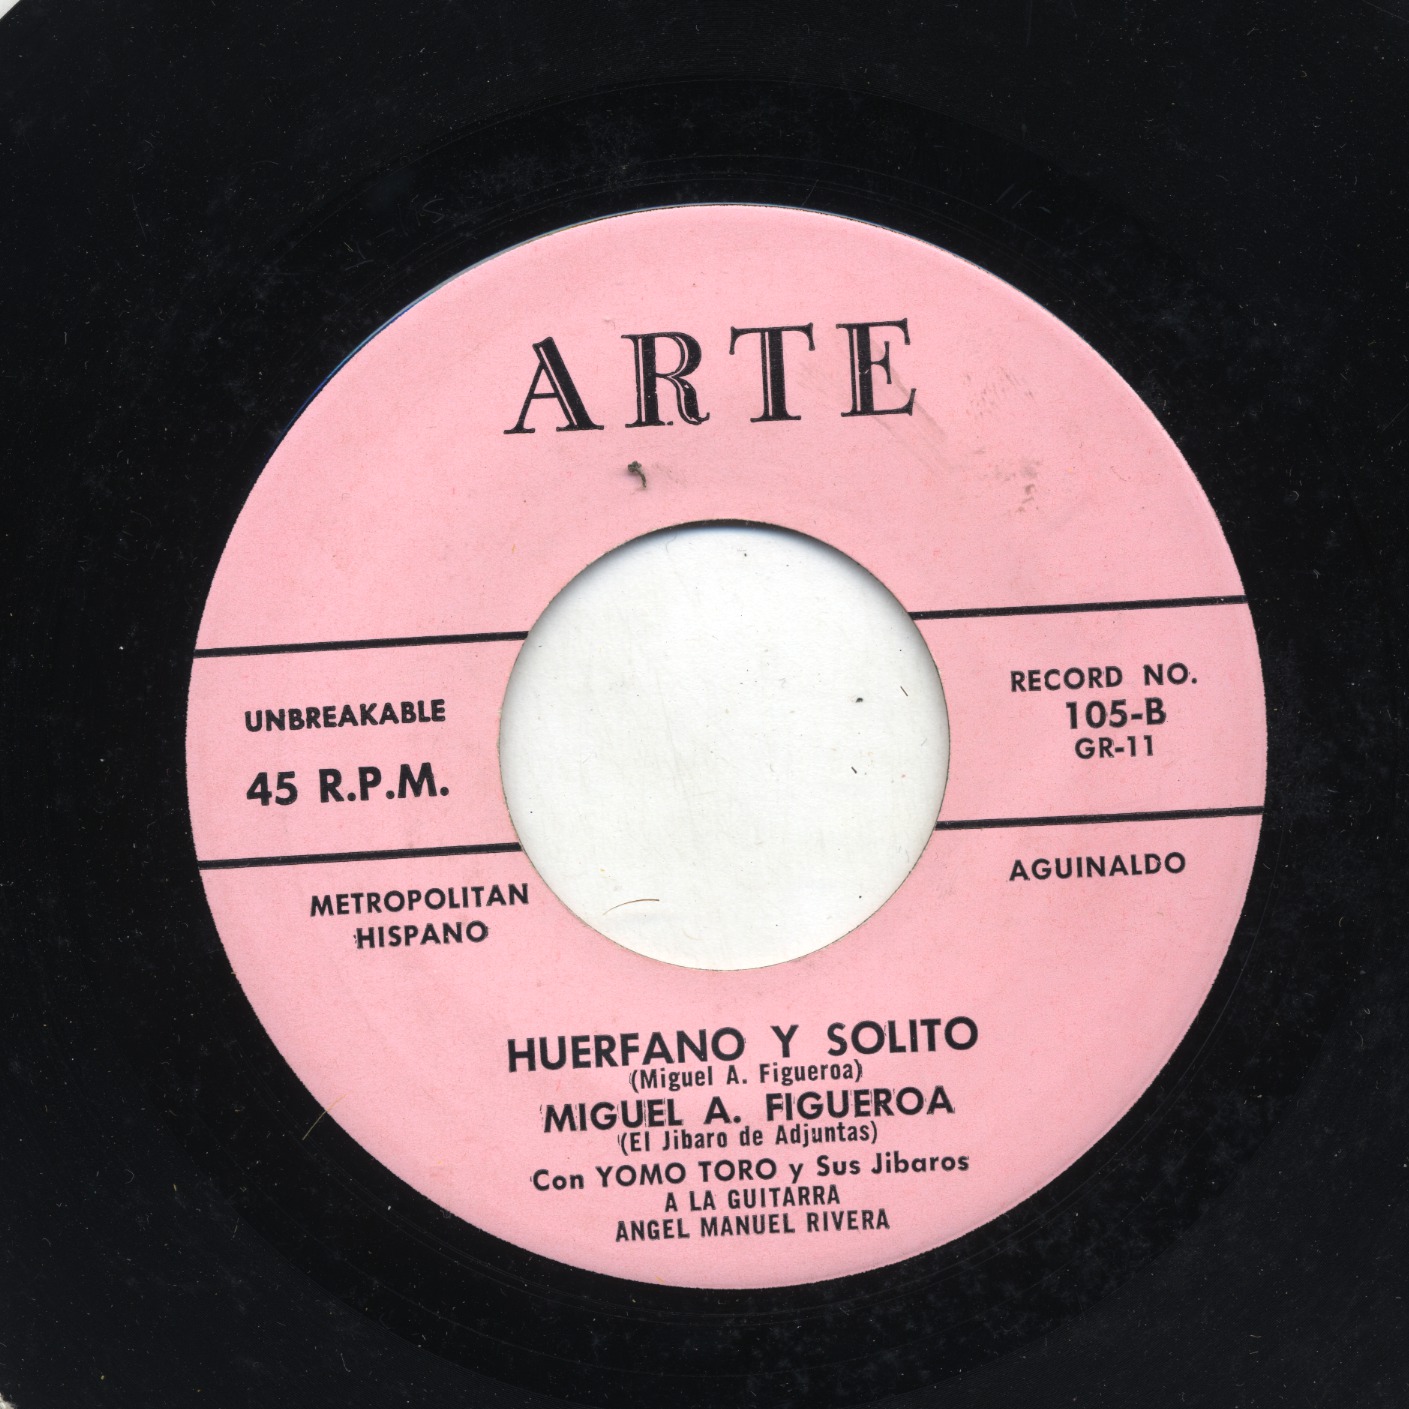 ARTE
UNBREAKABLE
45 R.P.M.
RECORD NO.
105-B
GR-11
METROPOLITAN
HISPANO
AGUINALDO
HUERFANO Y SOLITO
(Miguel A. Figueroa)
MIGUEL A. FIGUEROA
(El Jibaro de Adjuntas)
Con YOMO TORO y Sus Jibaros
A LA GUITARRA
ANGEL MANUEL RIVERA